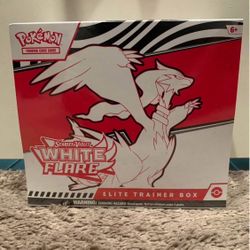 POKÉMON
TRADING CARD GAME
6+
SCARLET & VIOLET
WHITE
FLARE
ELITE TRAINER BOX
WARNING: